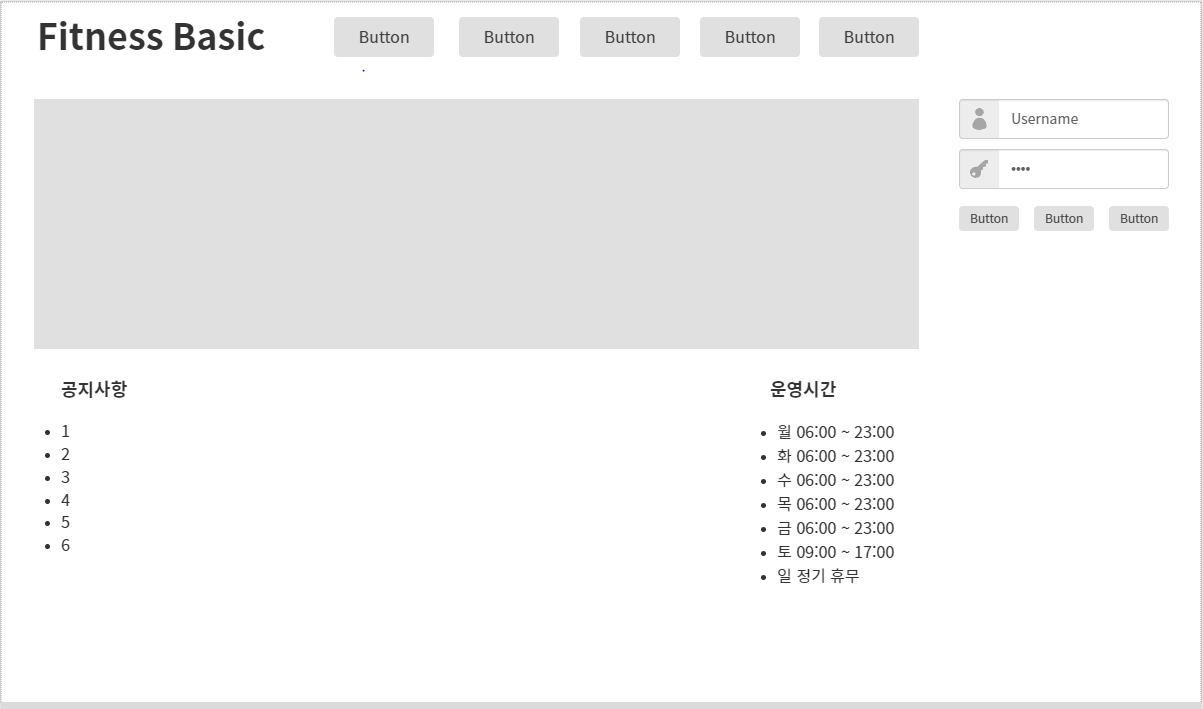 Fitness Basic
Button Button Button Button Button
Username
••••
Button Button Button
공지사항
• 1
• 2
• 3
• 4
• 5
• 6
운영시간
• 월 06:00 ~ 23:00
• 화 06:00 ~ 23:00
• 수 06:00 ~ 23:00
• 목 06:00 ~ 23:00
• 금 06:00 ~ 23:00
• 토 09:00 ~ 17:00
• 일 정기 휴무